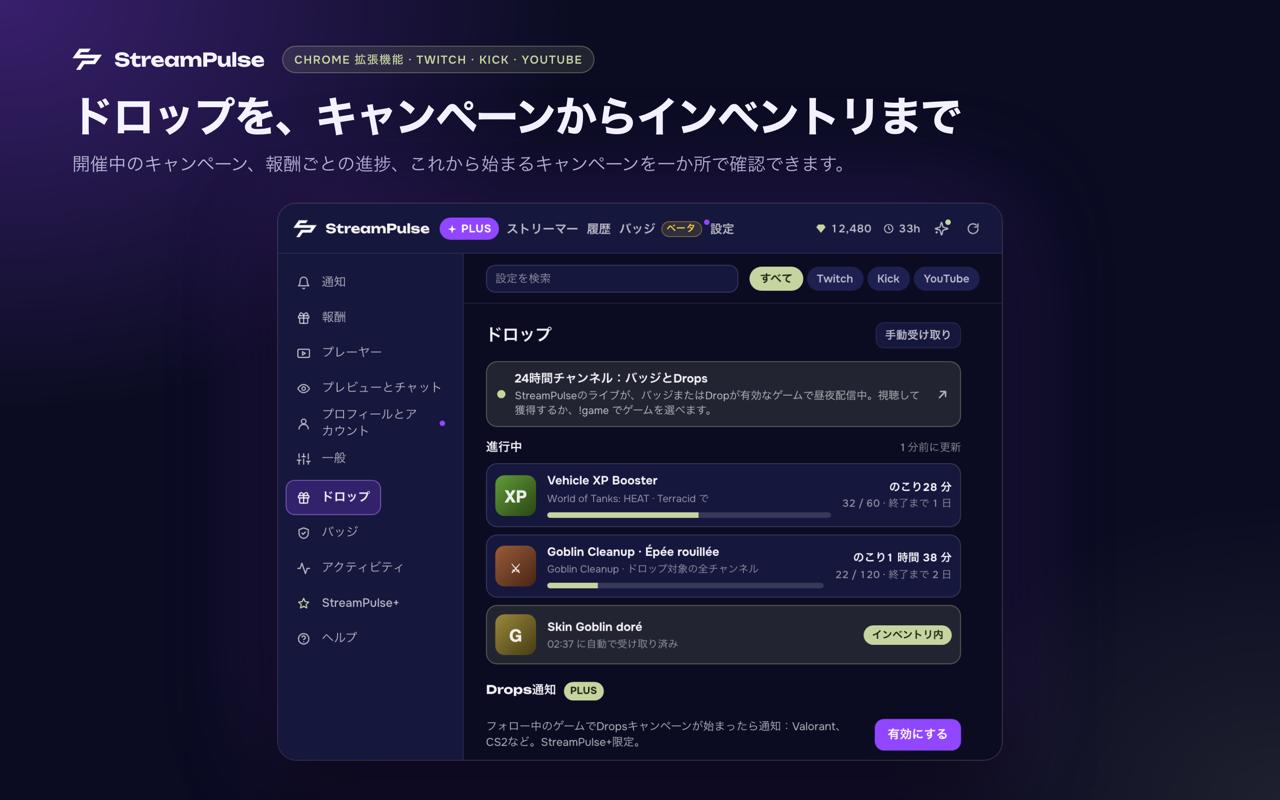 StreamPulse
CHROME 拡張機能 · TWITCH · KICK · YOUTUBE
ドロップを、キャンペーンからインベントリまで
開催中のキャンペーン、報酬ごとの進捗、これから始まるキャンペーンを一か所で確認できます。
StreamPulse
PLUS
ストリーマー
履歴
バッジ
ベータ
設定
12,480
33h
通知
報酬
プレーヤー
プレビューとチャット
プロフィールとア
カウント
一般
ドロップ
バッジ
アクティビティ
StreamPulse+
ヘルプ
設定を検索
すべて
Twitch
Kick
YouTube
ドロップ
手動受け取り
24時間チャンネル：バッジとDrops
StreamPulseのライブが、バッジまたはDropが有効なゲームで昼夜配信中。視聴して
獲得するか、!game でゲームを選べます。
進行中
1 分前に更新
XP
Vehicle XP Booster
World of Tanks: HEAT · Terracid で
のこり28 分
32 / 60 · 終了まで 1 日
Goblin Cleanup · Épée rouillée
Goblin Cleanup · ドロップ対象の全チャンネル
のこり1 時間 38 分
22 / 120 · 終了まで 2 日
G
Skin Goblin doré
02:37 に自動で受け取り済み
インベントリ内
Drops通知
PLUS
フォロー中のゲームでDropsキャンペーンが始まったら通知：Valorant、
CS2など。StreamPulse+限定。
有効にする